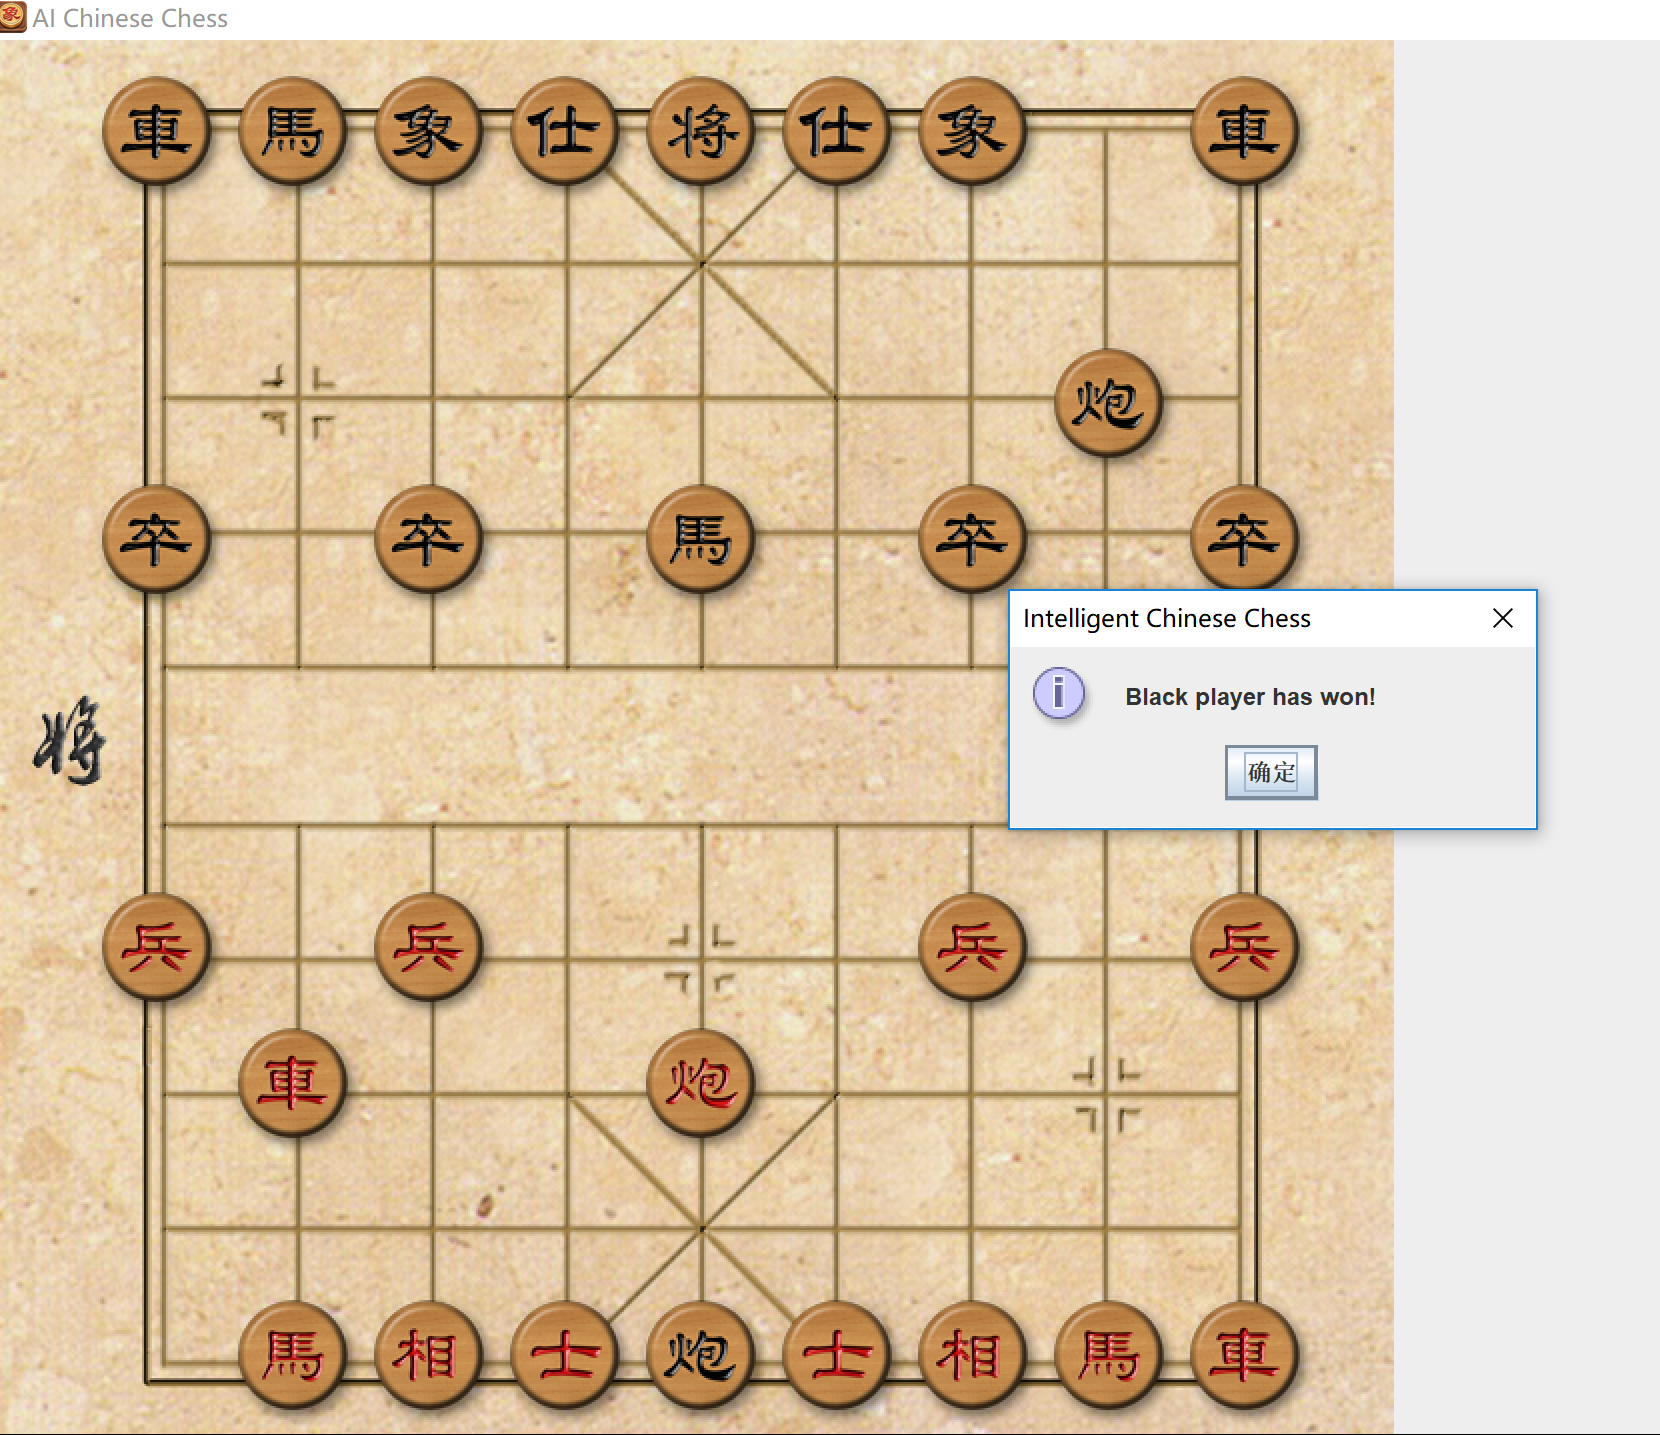 象
AI Chinese Chess
車 馬 象 仕 将 仕 象 車
炮
卒 卒 馬 卒 卒
Intelligent Chinese Chess
Black player has won!
确定
将
兵 兵 兵 兵
車 炮
馬 相 士 炮 士 相 馬 車